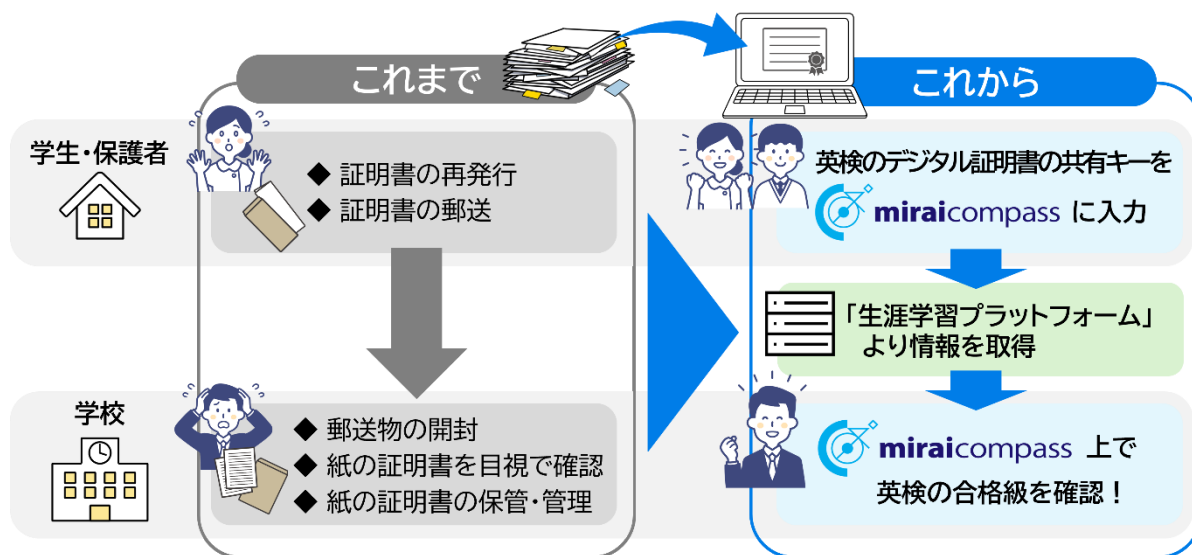 これまで
学生・保護者
◆ 証明書の再発行
◆ 証明書の郵送
学校
◆ 郵送物の開封
◆ 紙の証明書を目視で確認
◆ 紙の証明書の保管・管理
これから
英検のデジタル証明書の共有キーを
miraicompass に入力
「生涯学習プラットフォーム」
より情報を取得
miraicompass 上で
英検の合格級を確認！